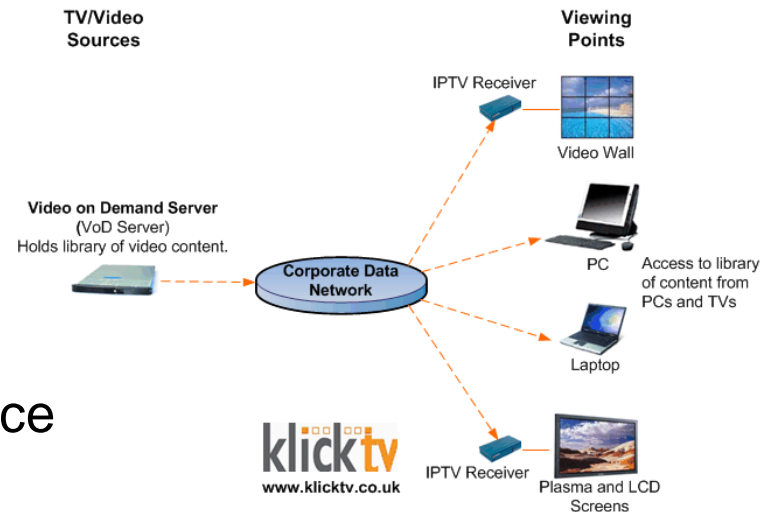 TV/Video
Sources
Viewing
Points
IPTV Receiver
Video Wall
Video on Demand Server
(VoD Server)
Holds library of video content.
Corporate Data
Network
PC
Access to library
of content from
PCs and TVs
Laptop
ce
klicktv
www.klicktv.co.uk
IPTV Receiver
Plasma and LCD
Screens